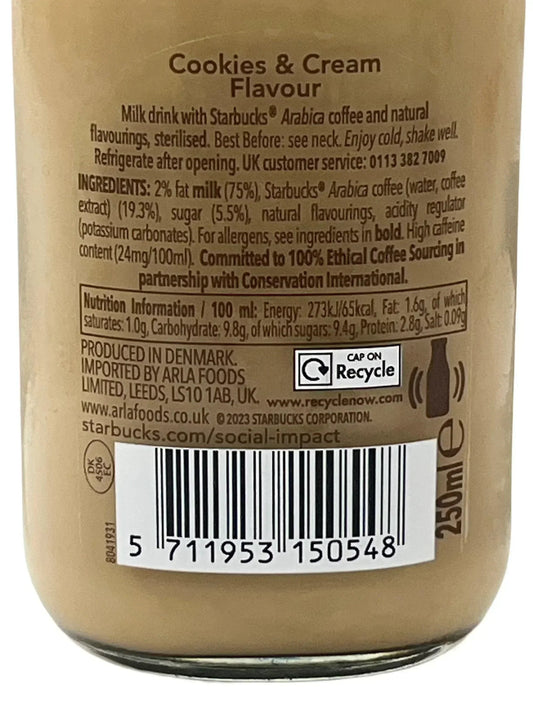 Cookies & Cream
Flavour
Milk drink with Starbucks® Arabica coffee and natural
flavourings, sterilised. Best Before: see neck. Enjoy cold, shake well.
Refrigerate after opening. UK customer service: 0113 382 7009
INGREDIENTS: 2% fat milk (75%), Starbucks® Arabica coffee (water, coffee
extract) (19.3%), sugar (5.5%), natural flavourings, acidity regulator
(potassium carbonates). For allergens, see ingredients in bold. High caffeine
content (24mg/100ml). Committed to 100% Ethical Coffee Sourcing in
partnership with Conservation International.
Nutrition Information / 100 ml: Energy: 273kJ/65kcal, Fat: 1.6g, of which
saturates: 1.0g, Carbohydrate: 9.8g, of which sugars: 9.4g, Protein: 2.8g, Salt: 0.09g
PRODUCED IN DENMARK.
IMPORTED BY ARLA FOODS
LIMITED, LEEDS, LS10 1AB, UK.
CAP ON
Recycle
www.recyclenow.com
www.arlafoods.co.uk ©2023 STARBUCKS CORPORATION.
starbucks.com/social-impact
DK
4506
EC
8041931
5 711953 150548
250ml e